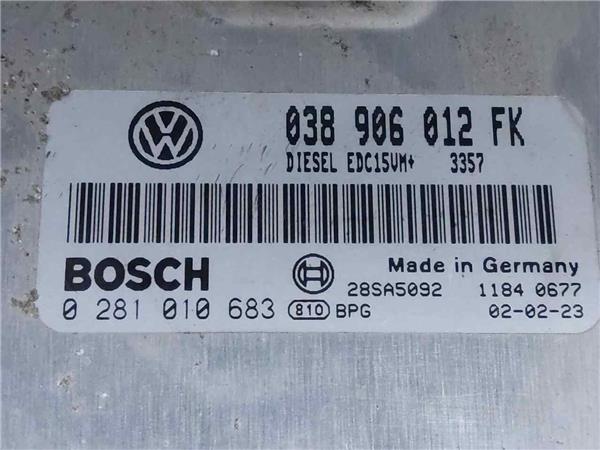 038 906 012 FK
DIESEL EDC15VM+ 3357
BOSCH
Made in Germany
28SA5092 1184 0677
0 281 010 683 810 BPG 02-02-23